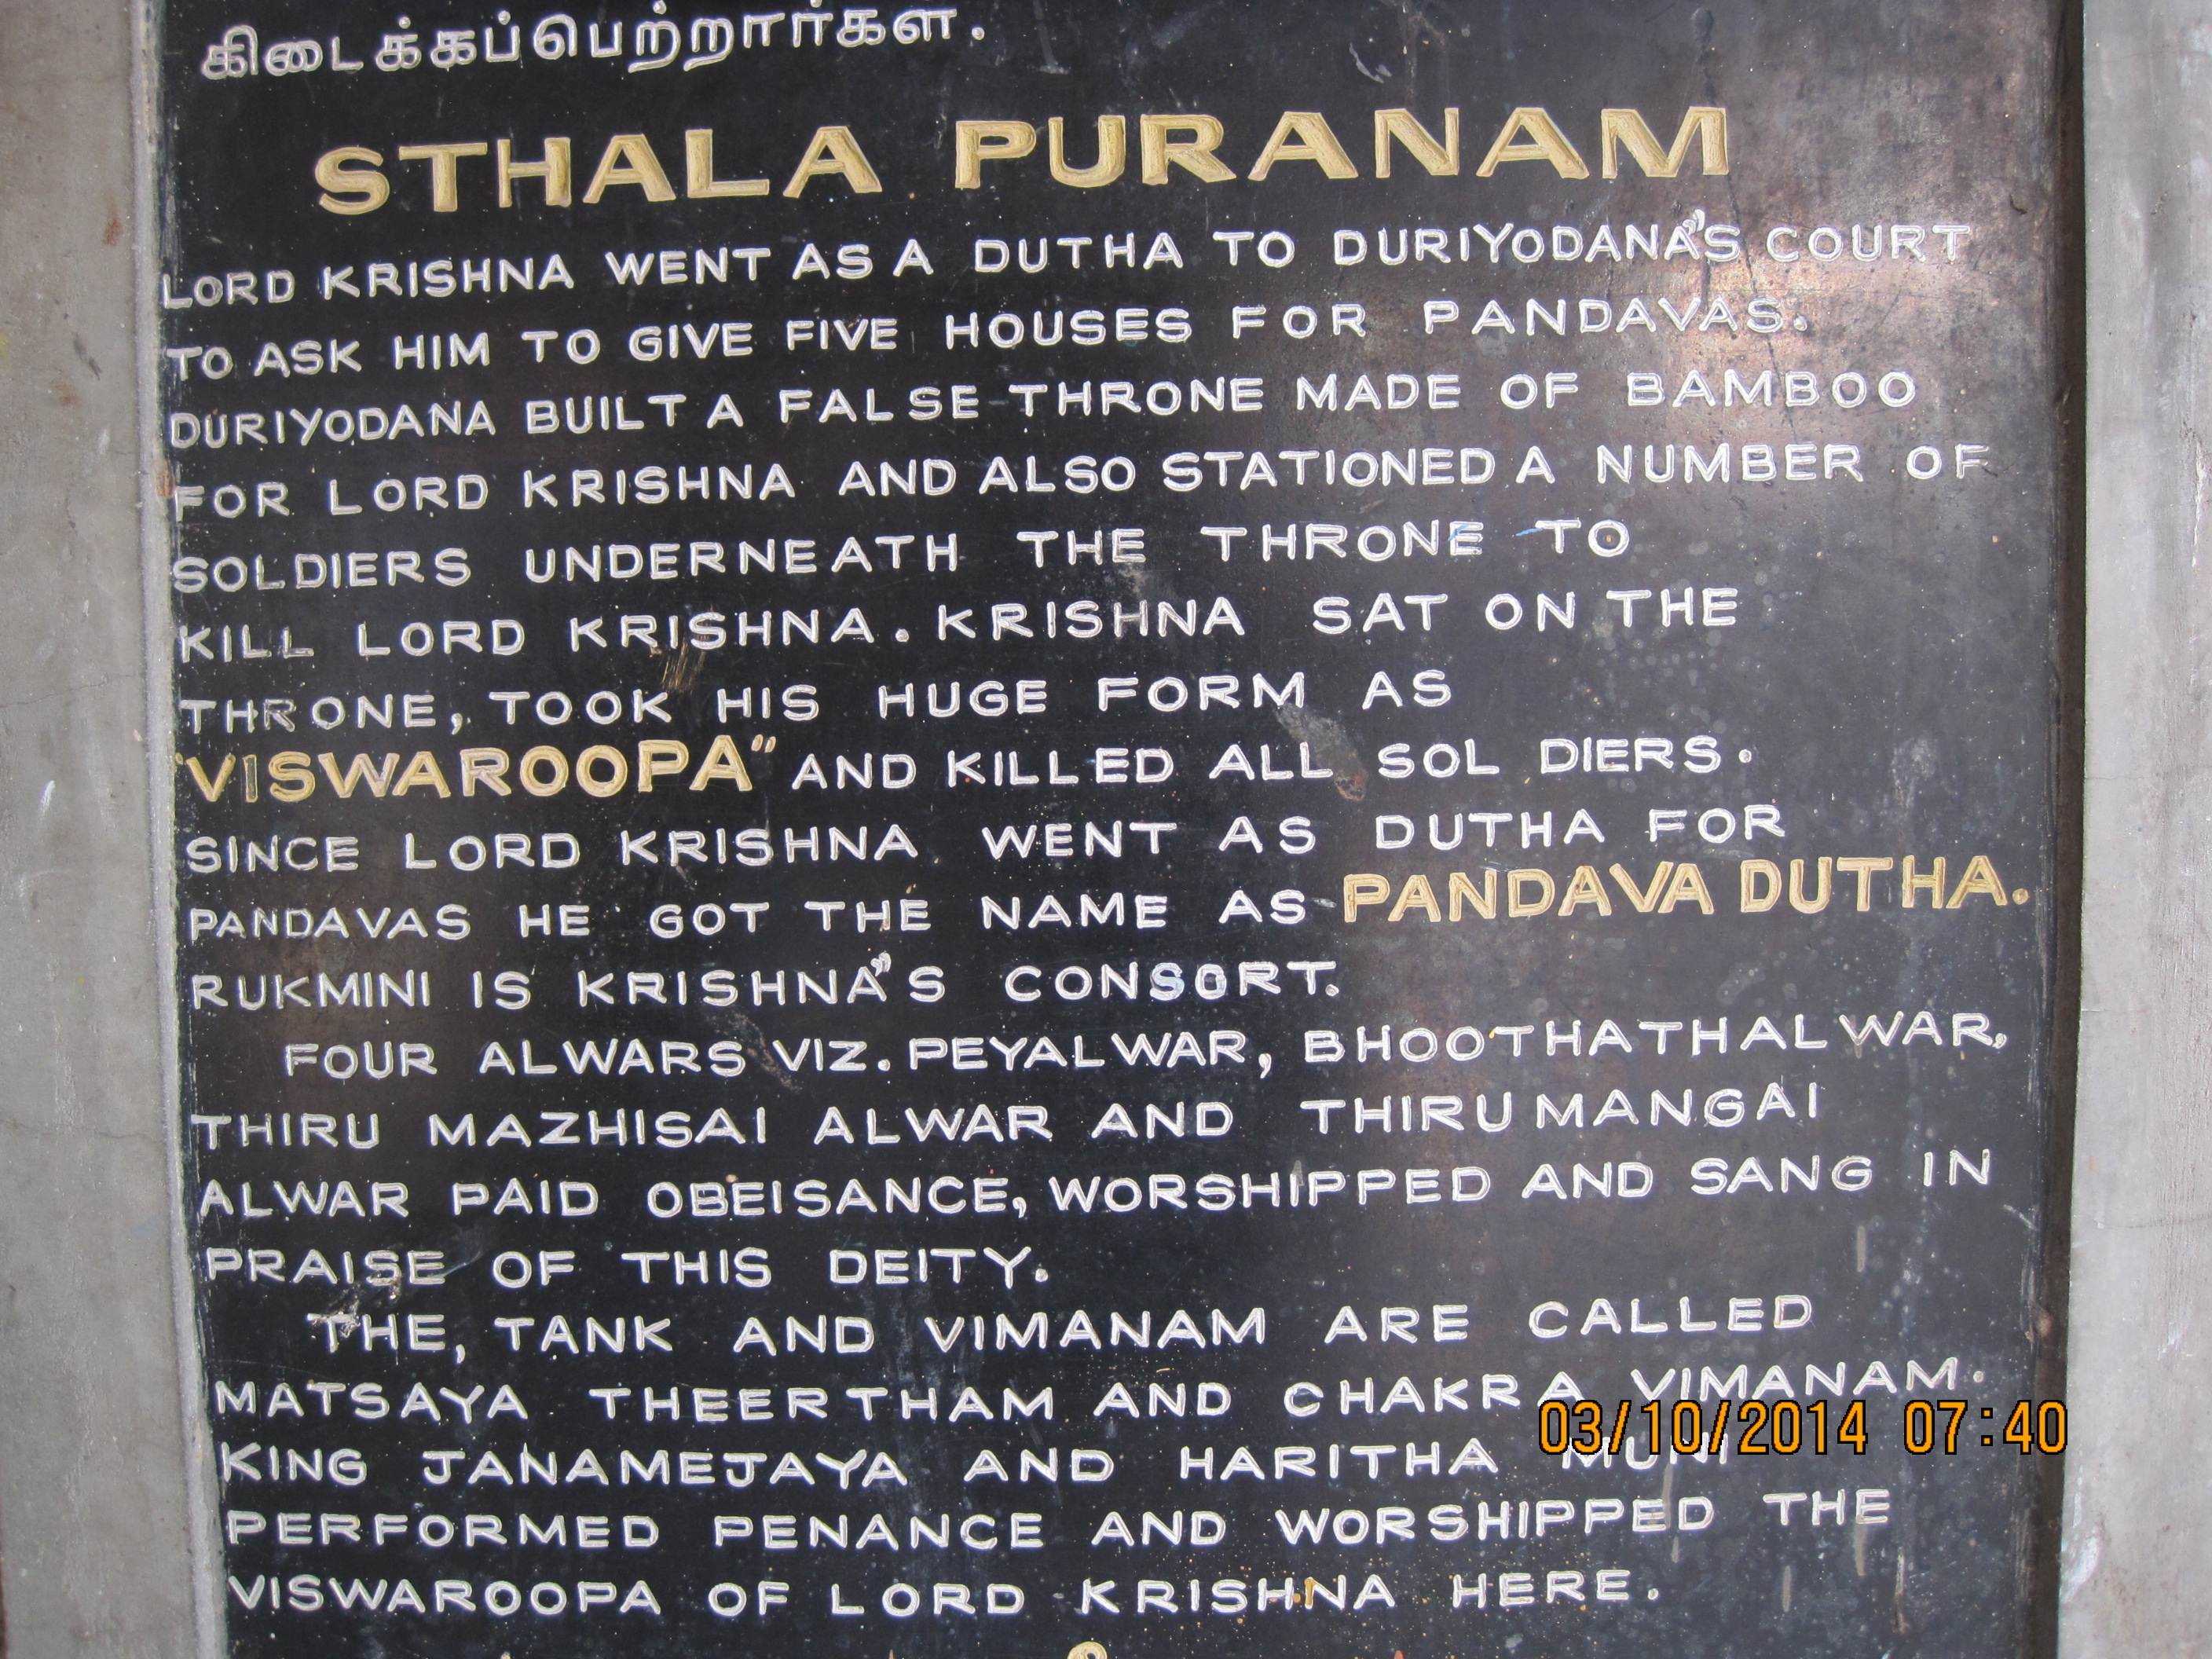 கிடைக்கப்பெற்றார்கள.
STHALA PURANAM
LORD KRISHNA WENT AS A DUTHA TO DURIYODANA"S COURT
TO ASK HIM TO GIVE FIVE HOUSES FOR PANDAVAS.
DURIYODANA BUILT A FALSE THRONE MADE OF BAMBOO
FOR LORD KRISHNA AND ALSO STATIONED A NUMBER OF
SOLDIERS UNDERNEATH THE THRONE TO
KILL LORD KRISHNA. KRISHNA SAT ON THE
THRONE, TOOK HIS HUGE FORM AS
"VISWAROOPA" AND KILLED ALL SOL DIERS.
SINCE LORD KRISHNA WENT AS DUTHA FOR
PANDAVAS HE GOT THE NAME AS PANDAVA DUTHA.
RUKMINI IS KRISHNA"S CONSORT.
FOUR ALWARS VIZ. PEYALWAR, BHOOTHATHALWAR,
THIRU MAZHISAI ALWAR AND THIRUMANGAI
ALWAR PAID OBEISANCE, WORSHIPPED AND SANG IN
PRAISE OF THIS DEITY.
THE, TANK AND VIMANAM ARE CALLED
MATSAYA THEERTHAM AND CHAKRA VIMANAM.
03/10/2014 07:40
KING JANAMEJAYA AND HARITHA MUNI
PERFORMED PENANCE AND WORSHIPPED THE
VISWAROOPA OF LORD KRISHNA HERE.